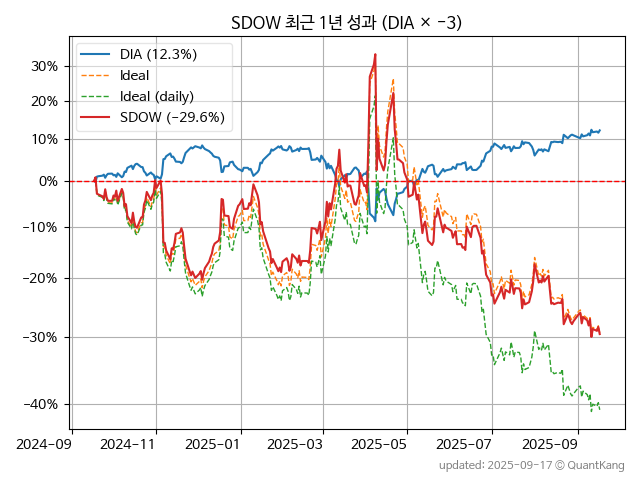 SDOW 최근 1년 성과 (DIA × −3)
DIA (12.3%)
Ideal
Ideal (daily)
SDOW (−29.6%)
30%
20%
10%
0%
−10%
−20%
−30%
−40%
2024-09
2024-11
2025-01
2025-03
2025-05
2025-07
2025-09
updated: 2025-09-17 © QuantKang